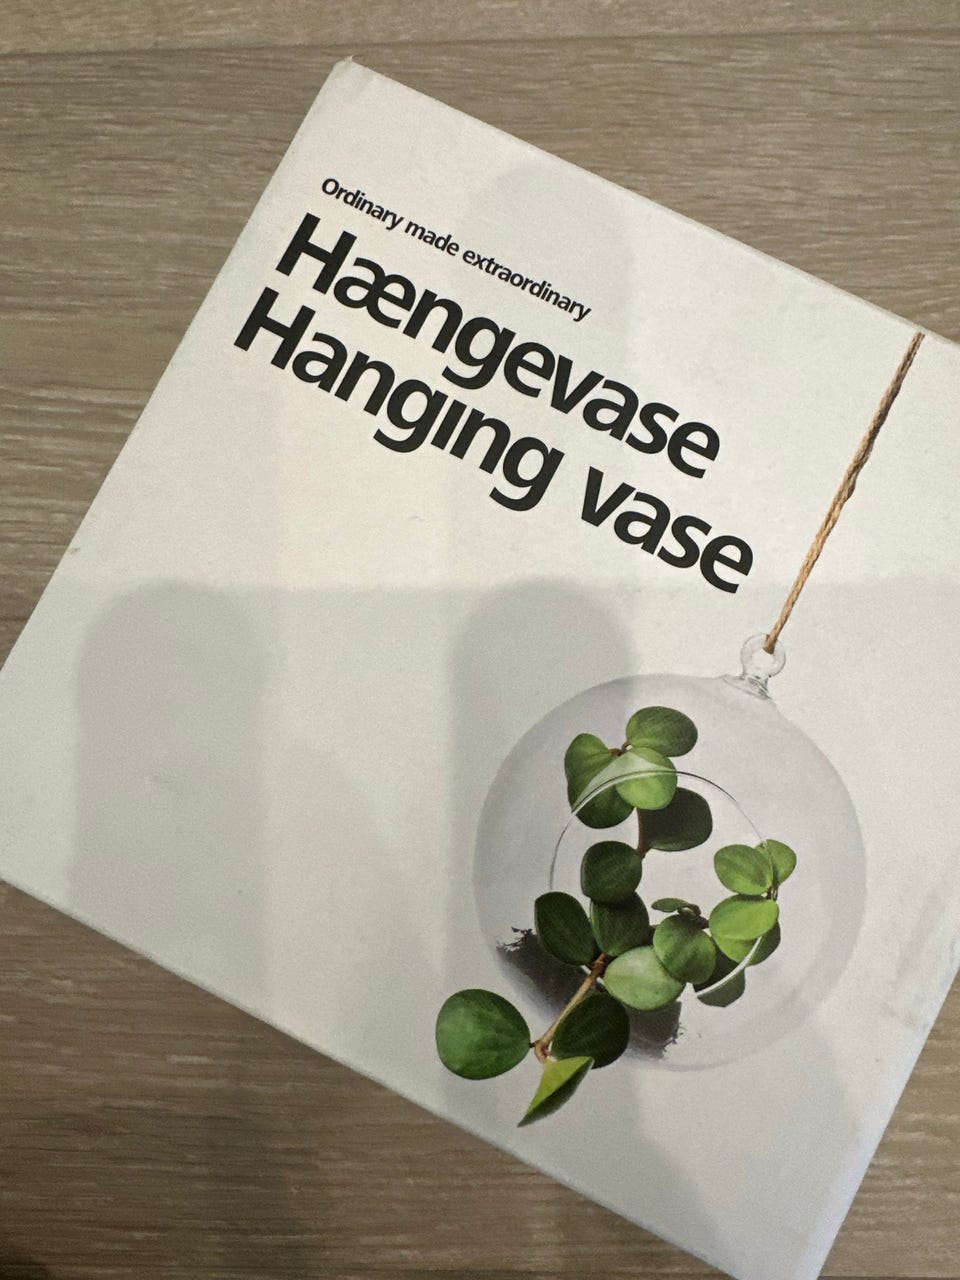 Ordinary made extraordinary
Hængevase
Hanging vase